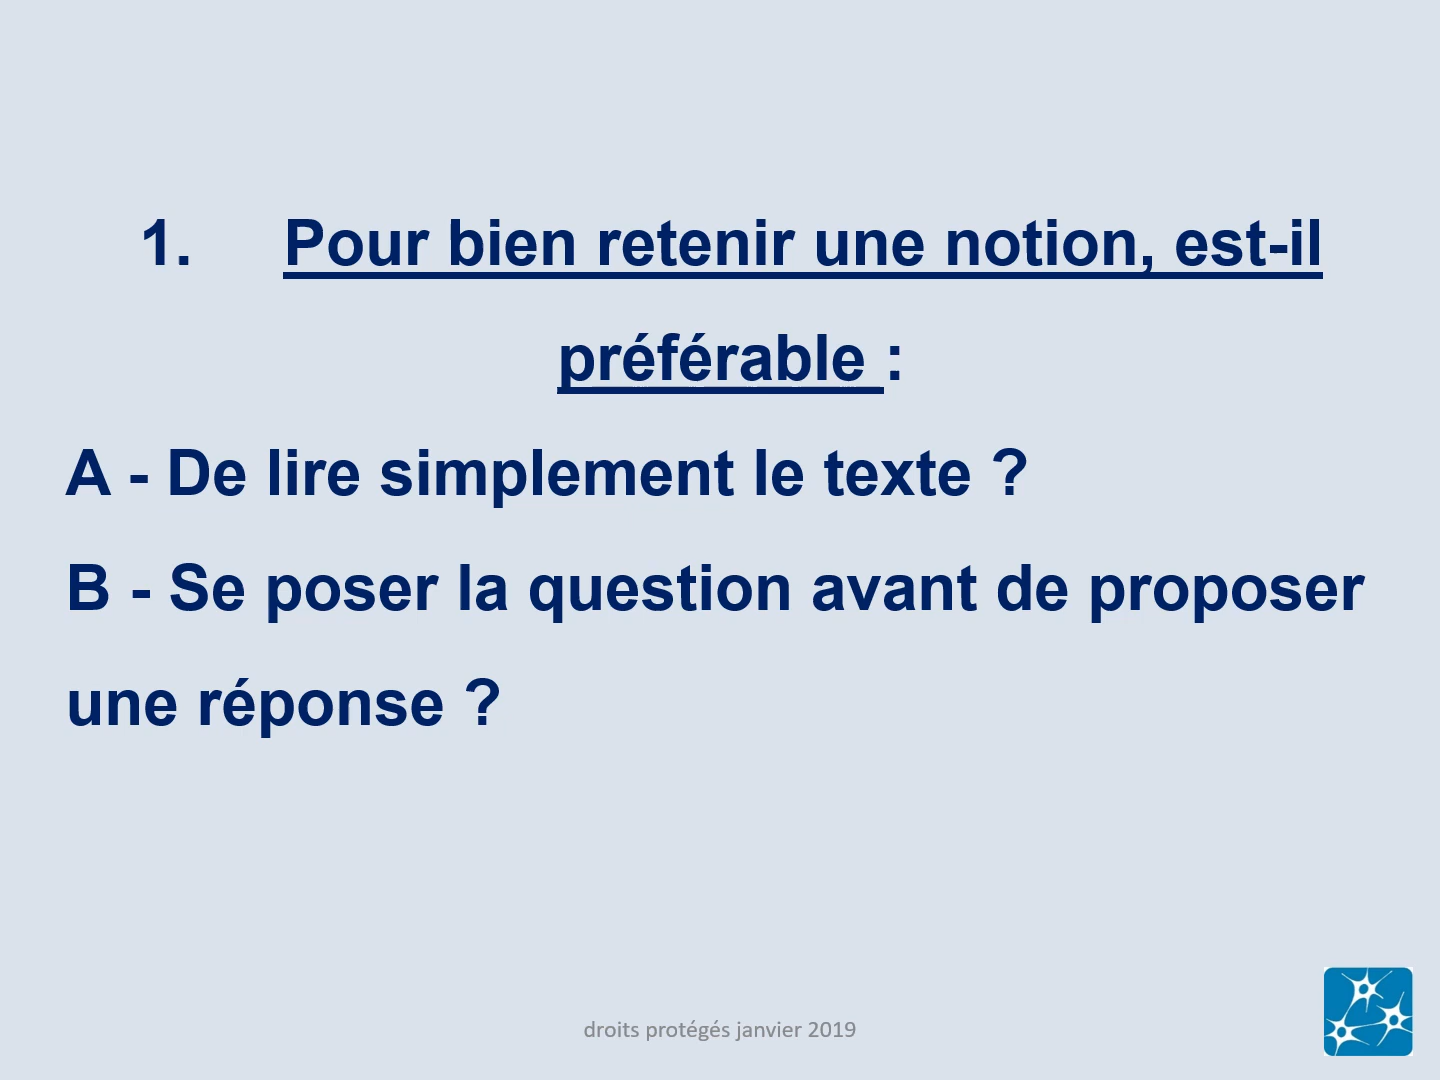 1. Pour bien retenir une notion, est-il
préférable :
A - De lire simplement le texte ?
B - Se poser la question avant de proposer
une réponse ?
droits protégés janvier 2019